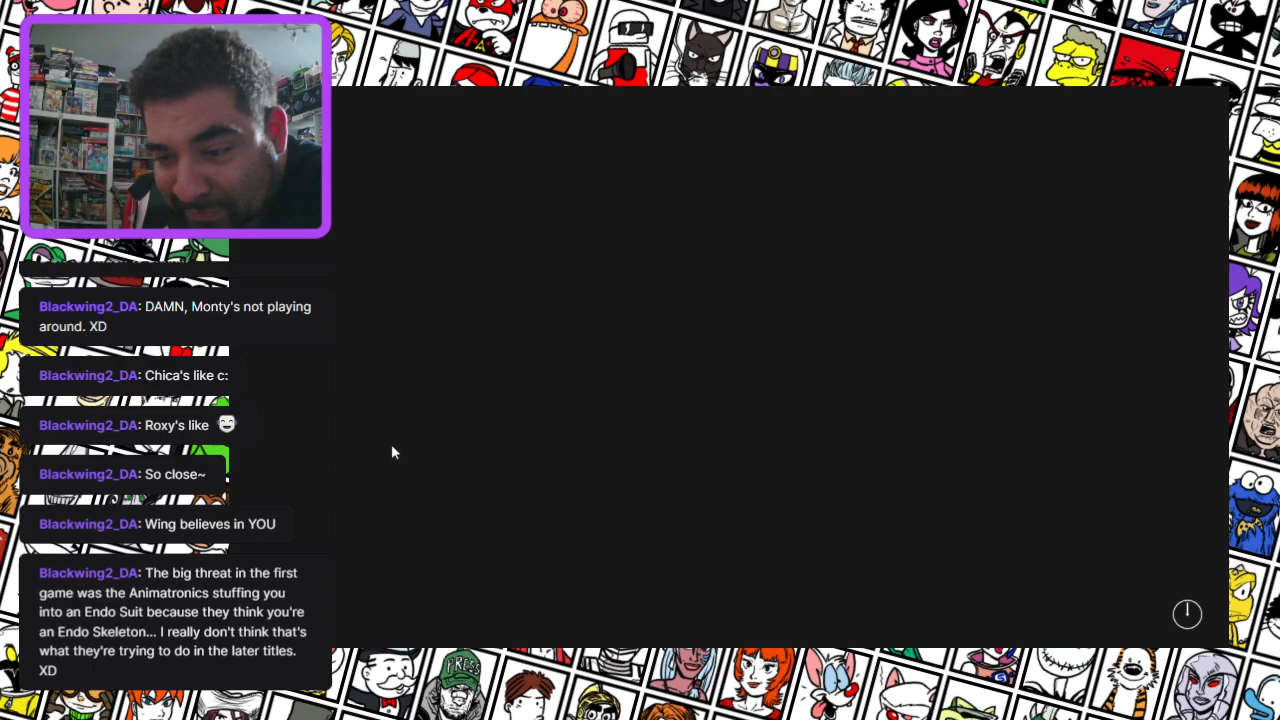 Blackwing2_DA: DAMN, Monty's not playing
around. XD
Blackwing2_DA: Chica's like c:
Blackwing2_DA: Roxy's like
Blackwing2_DA: So close~
Blackwing2_DA: Wing believes in YOU
Blackwing2_DA: The big threat in the first
game was the Animatronics stuffing you
into an Endo Suit because they think you're
an Endo Skeleton... I really don't think that's
what they're trying to do in the later titles.
XD
PRESS